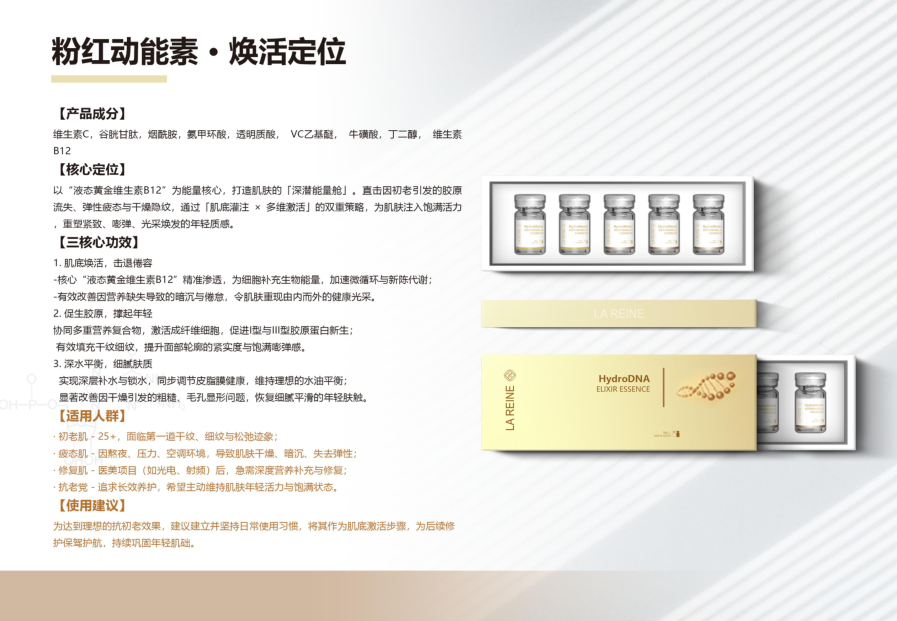 粉红动能素·焕活定位
【产品成分】
维生素C，谷胱甘肽，烟酰胺，氨甲环酸，透明质酸， VC乙基醚， 牛磺酸，丁二醇， 维生素
B12
【核心定位】
以“液态黄金维生素B12”为能量核心，打造肌肤的「深潜能量舱」。直击因初老引发的胶原
流失、弹性疲态与干燥隐纹，通过「肌底灌注 × 多维激活」的双重策略，为肌肤注入饱满活力
，重塑紧致、嘭弹、光采焕发的年轻质感。
【三核心功效】
1. 肌底焕活，击退倦容
-核心“液态黄金维生素B12”精准渗透，为细胞补充生物能量，加速微循环与新陈代谢；
-有效改善因营养缺失导致的暗沉与倦怠，令肌肤重现由内而外的健康光采。
2. 促生胶原，撑起年轻
协同多重营养复合物，激活成纤维细胞，促进I型与III型胶原蛋白新生；
有效填充干纹细纹，提升面部轮廓的紧实度与饱满嘭弹感。
3. 深水平衡，细腻肤质
实现深层补水与锁水，同步调节皮脂膜健康，维持理想的水油平衡；
显著改善因干燥引发的粗糙、毛孔显形问题，恢复细腻平滑的年轻肤触。
【适用人群】
· 初老肌 - 25+，面临第一道干纹、细纹与松弛迹象；
· 疲态肌 - 因熬夜、压力、空调环境，导致肌肤干燥、暗沉、失去弹性；
· 修复肌 - 医美项目（如光电、射频）后，急需深度营养补充与修复；
· 抗老党 - 追求长效养护，希望主动维持肌肤年轻活力与饱满状态。
【使用建议】
为达到理想的抗初老效果，建议建立并坚持日常使用习惯，将其作为肌底激活步骤，为后续修
护保驾护航，持续巩固年轻肌础。
LA REINE
LA REINE
HydroDNA
ELIXIR ESSENCE